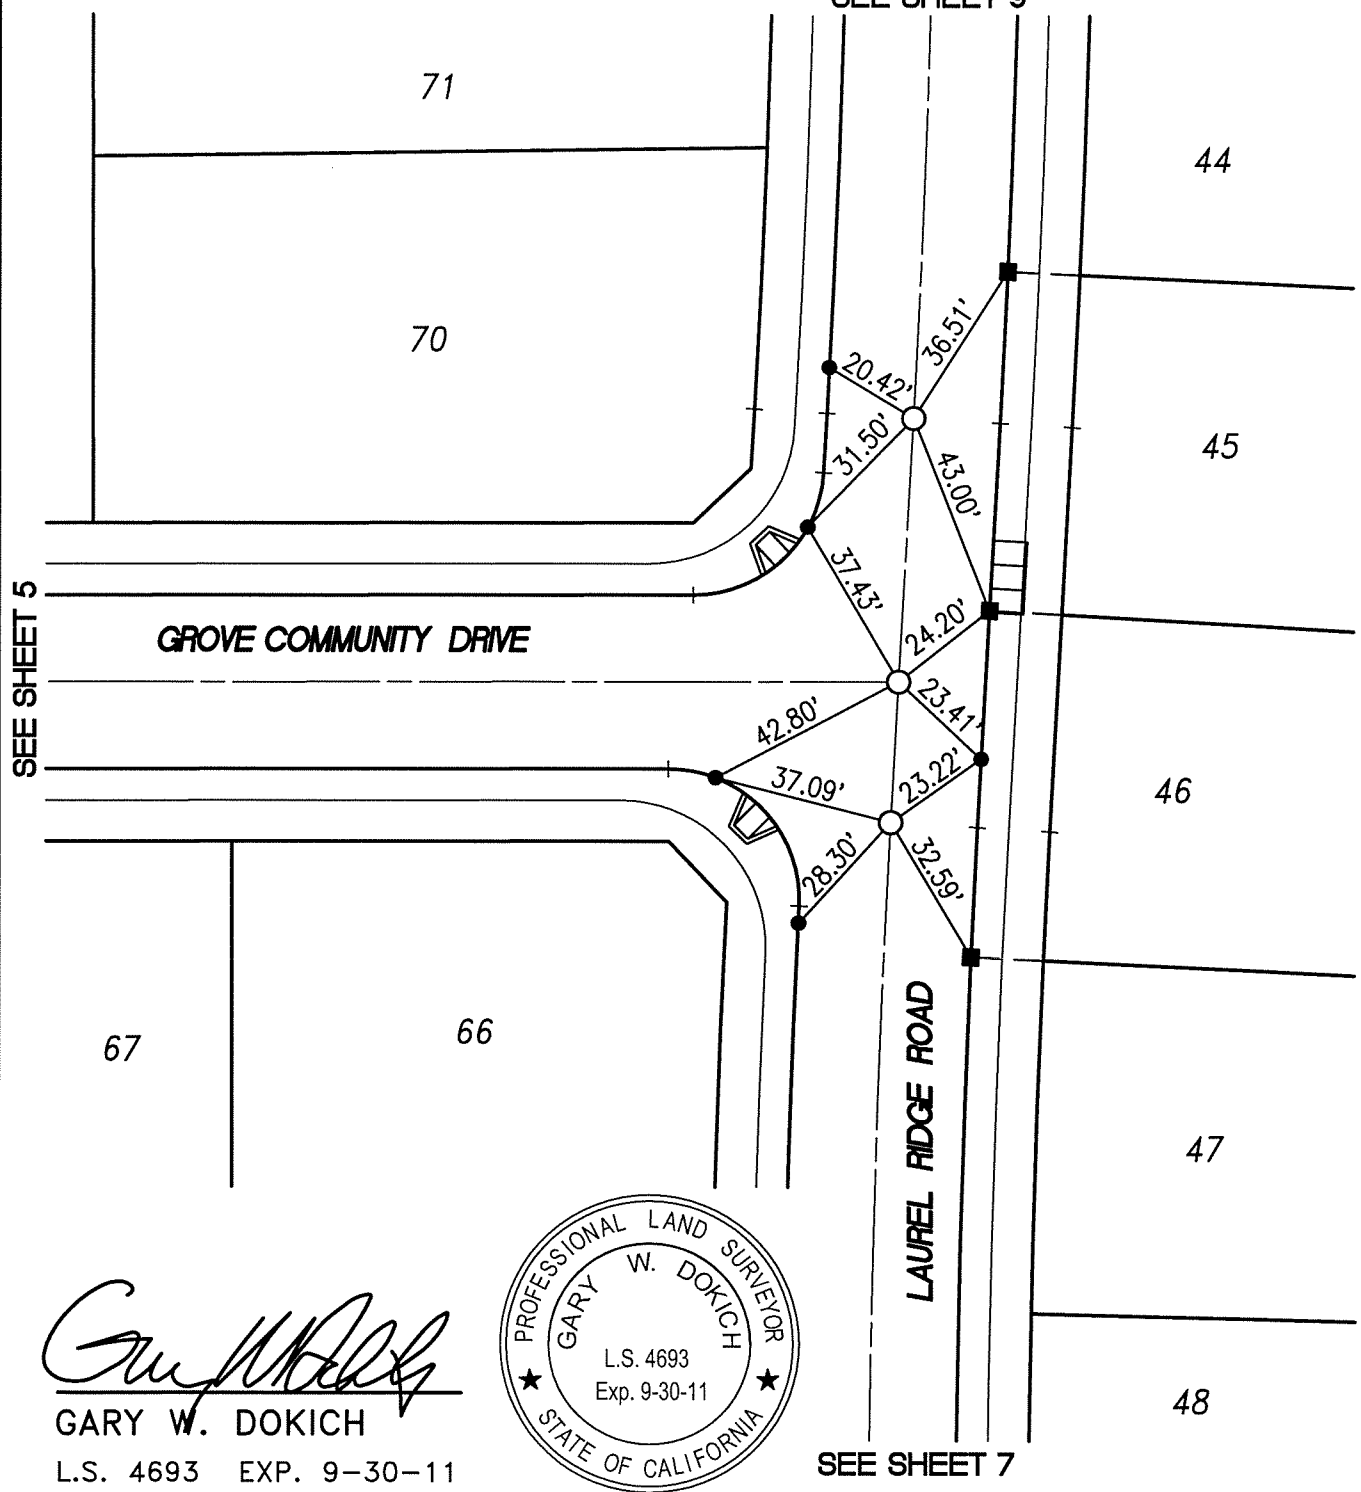 SEE SHEET 9
71
44
70
36.51'
20.42'
31.50'
45
43.00'
37.43'
SEE SHEET 5
GROVE COMMUNITY DRIVE
24.20'
23.41'
42.80'
37.09'
23.22'
46
28.30'
32.59'
67
66
LAUREL RIDGE ROAD
47
PROFESSIONAL LAND SURVEYOR
GARY W. DOKICH
L.S. 4693
Exp. 9-30-11
STATE OF CALIFORNIA
48
GARY W. DOKICH
L.S. 4693 EXP. 9-30-11
SEE SHEET 7